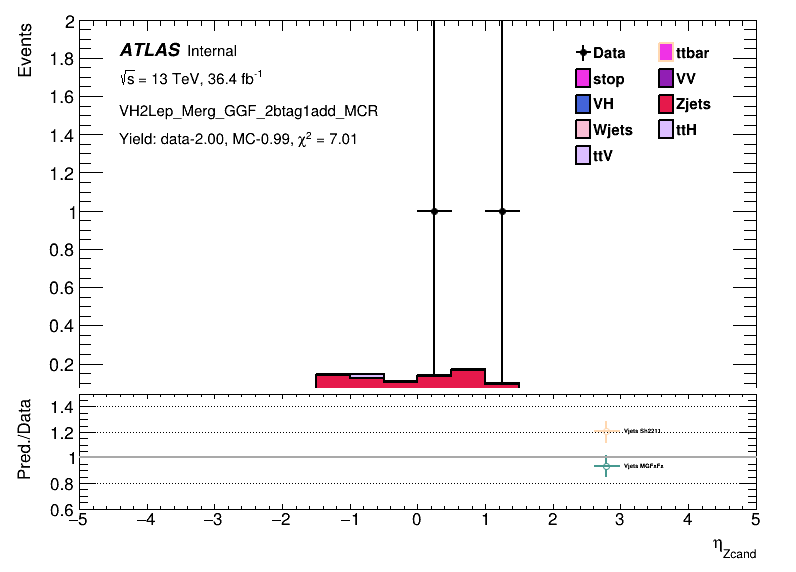 Events
2
1.8
1.6
1.4
1.2
1
0.8
0.6
0.4
0.2
ATLAS Internal
√s = 13 TeV, 36.4 fb⁻¹
VH2Lep_Merg_GGF_2btag1add_MCR
Yield: data-2.00, MC-0.99, χ² = 7.01
Data
ttbar
stop
VV
VH
Zjets
Wjets
ttH
ttV
Pred./Data
1.4
1.2
1
0.8
0.6
Vjets Sh2211
Vjets MGFxFx
−5 −4 −3 −2 −1 0 1 2 3 4 5
η_Zcand